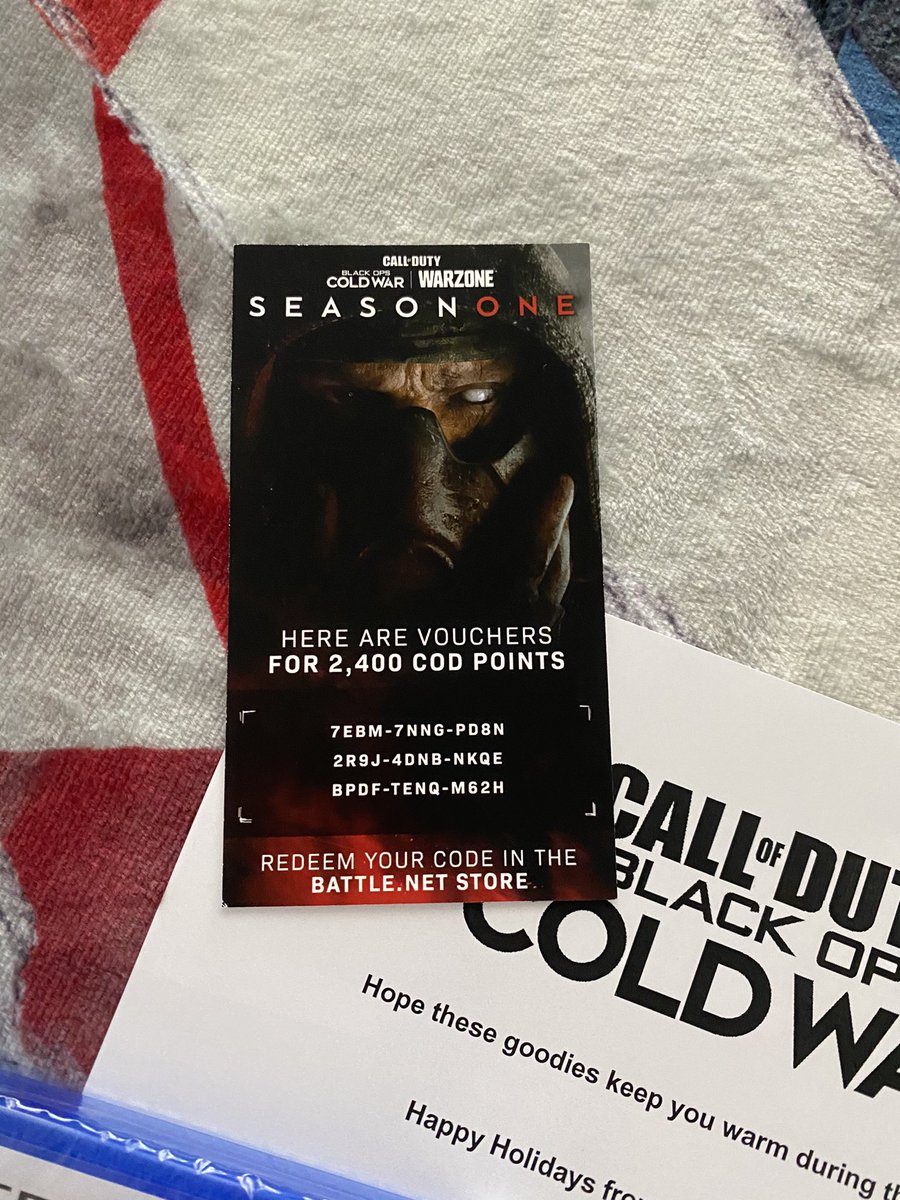 CALL OF DUTY
BLACK OPS
COLD WAR | WARZONE
SEASON ONE
HERE ARE VOUCHERS
FOR 2,400 COD POINTS
7EBM-7NNG-PD8N
2R9J-4DNB-NKQE
BPDF-TENQ-M62H
REDEEM YOUR CODE IN THE
BATTLE.NET STORE
CALL OF DUT
BLACK OP
COLD WA
Hope these goodies keep you warm during th
Happy Holidays fro